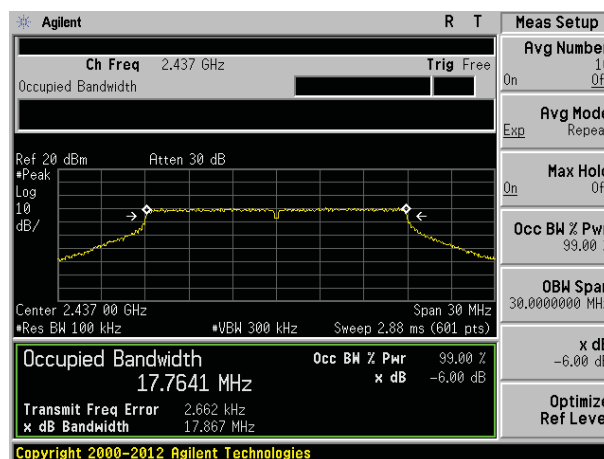 Agilent R T
Ch Freq 2.437 GHz Trig Free
Occupied Bandwidth
Ref 20 dBm Atten 30 dB
#Peak
Log
10
dB/
Center 2.437 00 GHz Span 30 MHz
#Res BW 100 kHz #VBW 300 kHz Sweep 2.88 ms (601 pts)
Occupied Bandwidth Occ BW % Pwr 99.00 %
17.7641 MHz x dB -6.00 dB
Transmit Freq Error 2.662 kHz
x dB Bandwidth 17.867 MHz
Copyright 2000-2012 Agilent Technologies
Meas Setup
Avg Number
On
Avg Mode
Exp Repeat
Max Hold
On
Occ BW % Pwr
99.00
OBW Span
30.0000000 MHz
x dB
-6.00 dB
Optimize
Ref Level